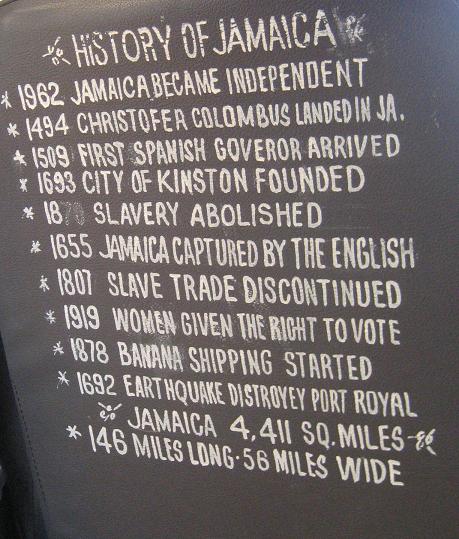 HISTORY OF JAMAICA
* 1962 JAMAICA BECAME INDEPENDENT
* 1494 CHRISTOFER COLOMBUS LANDED IN JA.
* 1509 FIRST SPANISH GOVEROR ARRIVED
* 1693 CITY OF KINSTON FOUNDED
* SLAVERY ABOLISHED
* 1655 JAMAICA CAPTURED BY THE ENGLISH
* 1807 SLAVE TRADE DISCONTINUED
* 1919 WOMEN GIVEN THE RIGHT TO VOTE
* 1878 BANANA SHIPPING STARTED
* 1692 EARTHQUAKE DISTROYEY PORT ROYAL
JAMAICA 4,411 SQ. MILES
* 146 MILES LONG · 56 MILES WIDE